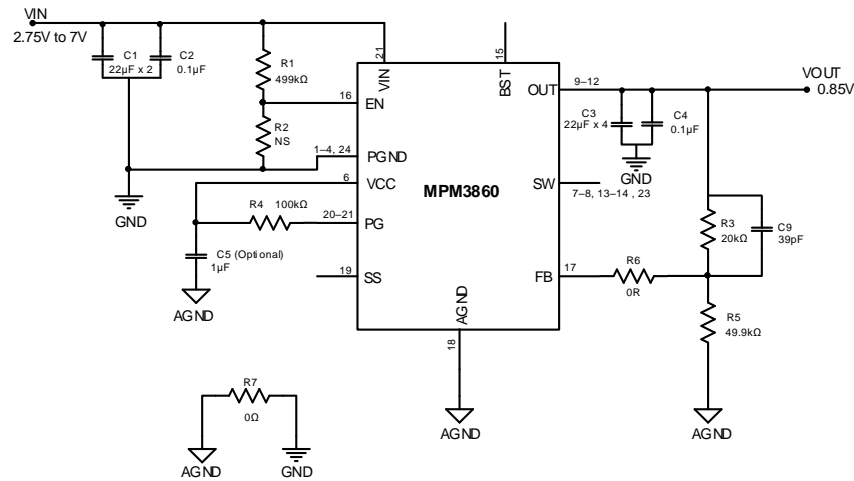 VIN
2.75V to 7V
C1
22µF x 2
C2
0.1µF
R1
499kΩ
R2
NS
GND
21
VIN
15
BST
16
EN
1–4, 24
PGND
6
VCC
R4
100kΩ
20–21
PG
C5 (Optional)
1µF
AGND
19
SS
MPM3860
9–12
OUT
C3
22µF x 4
C4
0.1µF
GND
VOUT
0.85V
SW
7–8, 13–14 , 23
R3
20kΩ
C9
39pF
17
FB
R6
0R
R5
49.9kΩ
AGND
AGND
18
AGND
R7
0Ω
AGND
GND